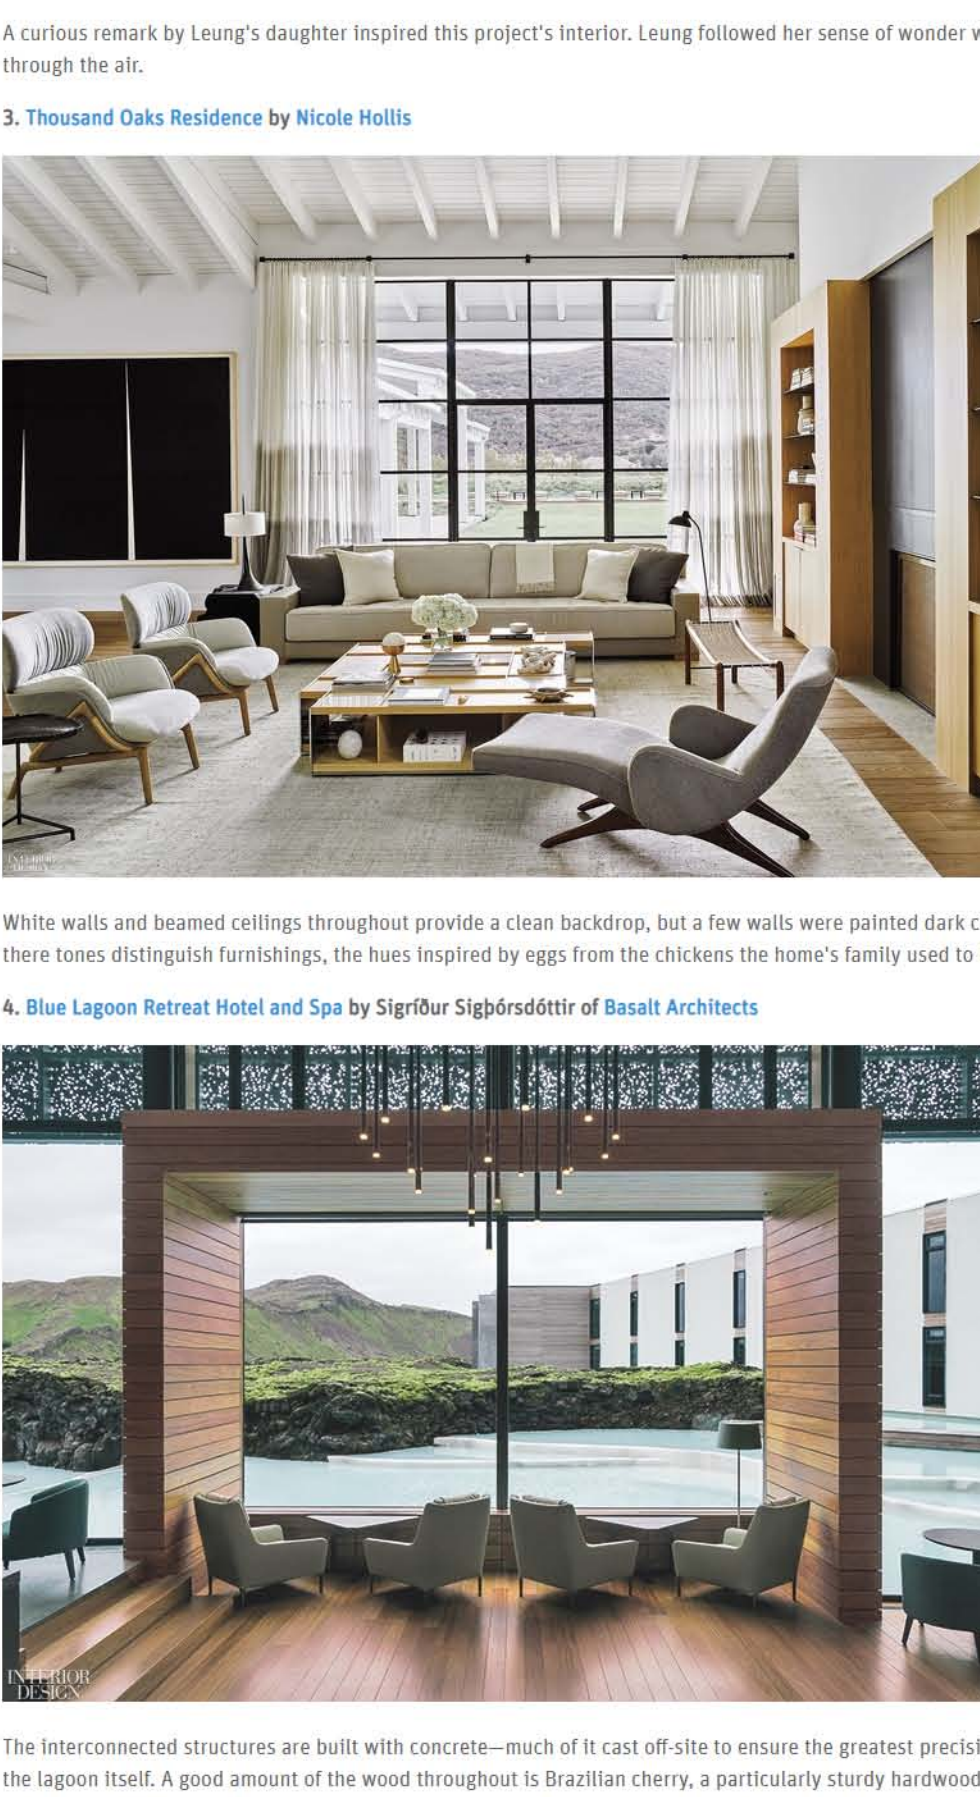 A curious remark by Leung's daughter inspired this project's interior. Leung followed her sense of wonder
through the air.
3. Thousand Oaks Residence by Nicole Hollis
INTERIOR
DESIGN
White walls and beamed ceilings throughout provide a clean backdrop, but a few walls were painted dark
there tones distinguish furnishings, the hues inspired by eggs from the chickens the home's family used to
4. Blue Lagoon Retreat Hotel and Spa by Sigríður Sigþórsdóttir of Basalt Architects
INTERIOR
DESIGN
The interconnected structures are built with concrete—much of it cast off-site to ensure the greatest precisi
the lagoon itself. A good amount of the wood throughout is Brazilian cherry, a particularly sturdy hardwood